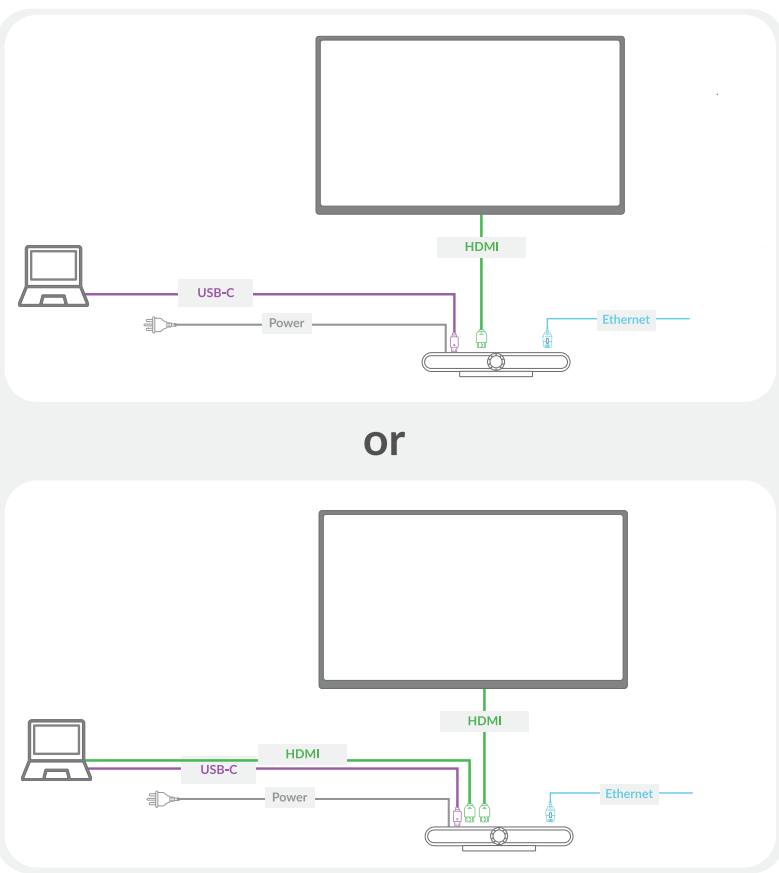 HDMI
USB-C
Power
Ethernet
or
HDMI
HDMI
USB-C
Power
Ethernet